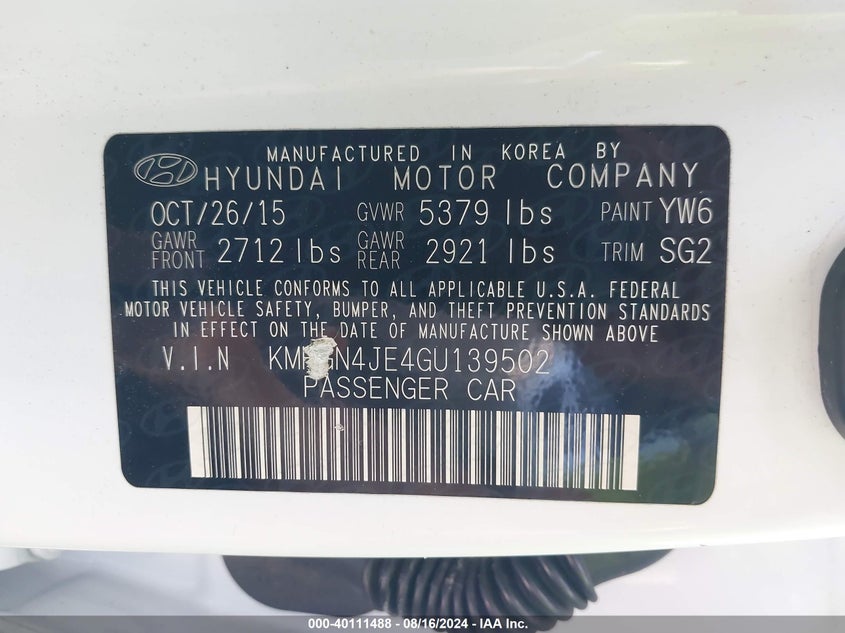 MANUFACTURED IN KOREA BY
HYUNDAI MOTOR COMPANY
OCT/26/15 GVWR 5379 lbs PAINT YW6
GAWR FRONT 2712 lbs GAWR REAR 2921 lbs TRIM SG2
THIS VEHICLE CONFORMS TO ALL APPLICABLE U.S.A. FEDERAL
MOTOR VEHICLE SAFETY, BUMPER, AND THEFT PREVENTION STANDARDS
IN EFFECT ON THE DATE OF MANUFACTURE SHOWN ABOVE
V.I.N
PASSENGER CAR
000-40111488 - 08/16/2024 - IAA Inc.